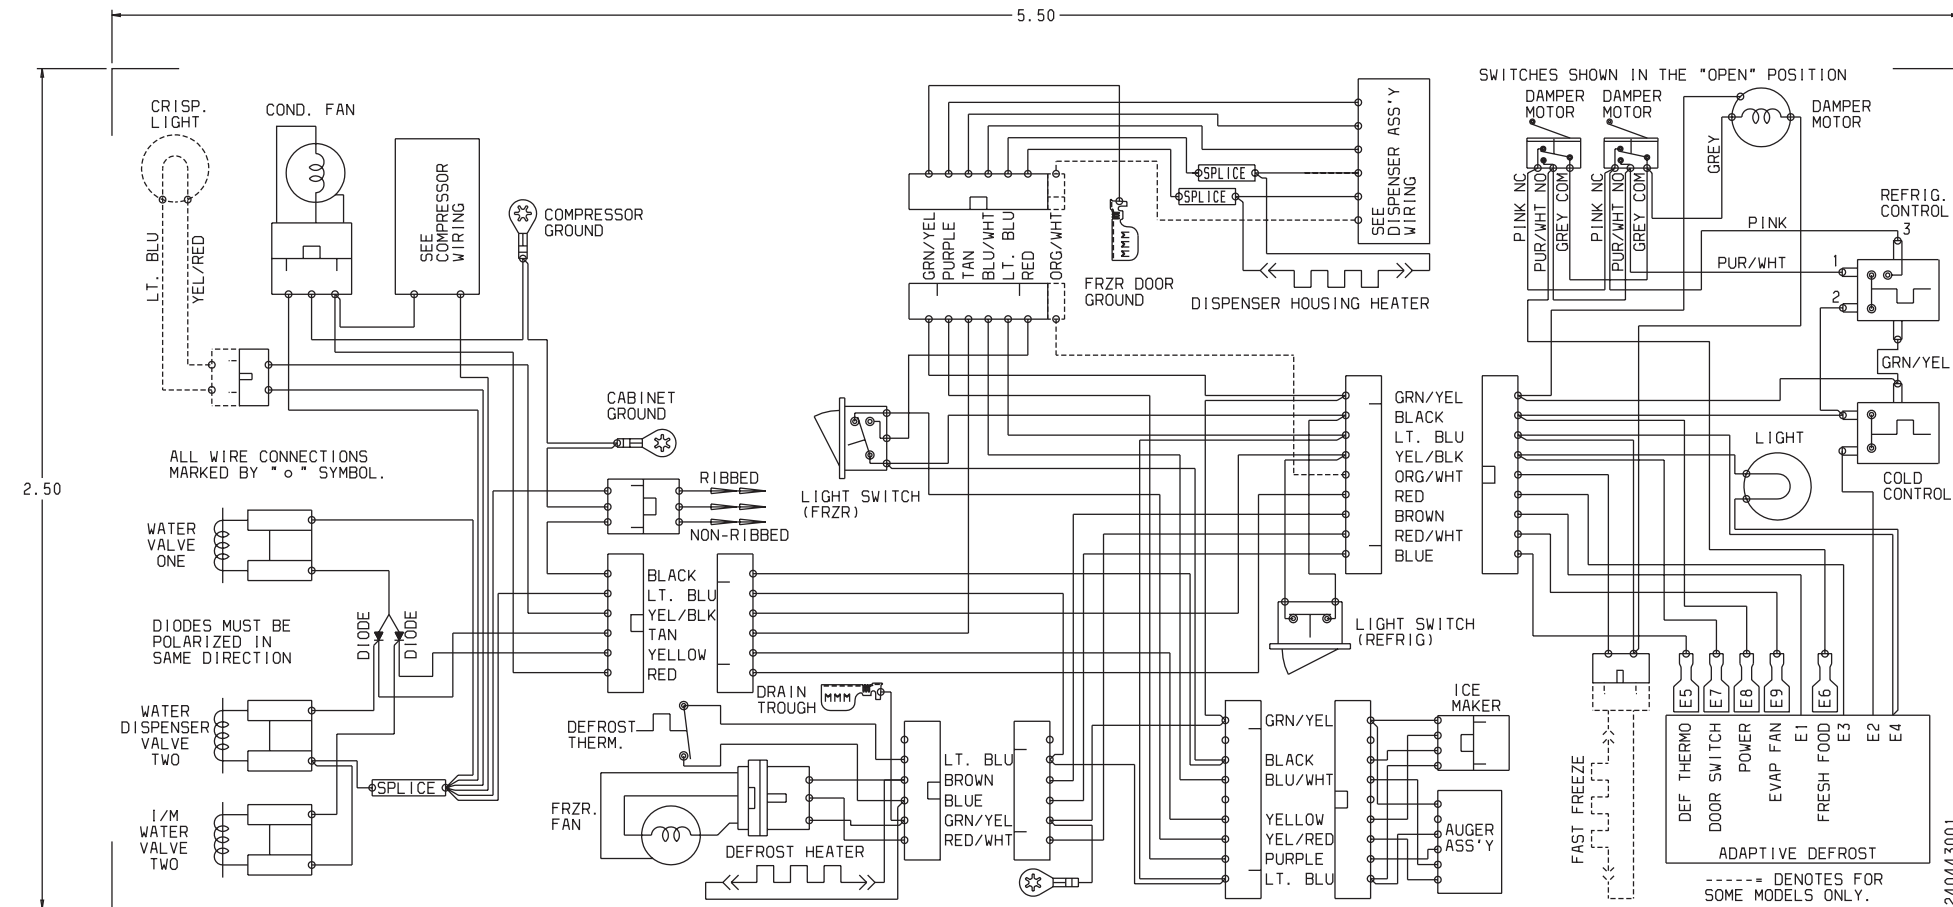 5.50
2.50
CRISP.
LIGHT
COND. FAN
SEE
COMPRESSOR
WIRING
COMPRESSOR
GROUND
LT. BLU
YEL/RED
CABINET
GROUND
ALL WIRE CONNECTIONS
MARKED BY " o " SYMBOL.
RIBBED
NON-RIBBED
WATER
VALVE
ONE
DIODES MUST BE
POLARIZED IN
SAME DIRECTION
DIODE
DIODE
BLACK
LT. BLU
YEL/BLK
TAN
YELLOW
RED
WATER
DISPENSER
VALVE
TWO
SPLICE
I/M
WATER
VALVE
TWO
DEFROST
THERM.
DRAIN
TROUGH
FRZR.
FAN
DEFROST HEATER
LT. BLU
BROWN
BLUE
GRN/YEL
RED/WHT
GRN/YEL
PURPLE
TAN
BLU/WHT
LT. BLU
RED
ORG/WHT
SPLICE
SPLICE
SEE
DISPENSER ASS'Y
WIRING
FRZR DOOR
GROUND
DISPENSER HOUSING HEATER
LIGHT SWITCH
(FRZR)
GRN/YEL
BLACK
LT. BLU
YEL/BLK
ORG/WHT
RED
BROWN
RED/WHT
BLUE
LIGHT SWITCH
(REFRIG)
GRN/YEL
BLACK
BLU/WHT
YELLOW
YEL/RED
PURPLE
LT. BLU
ICE
MAKER
AUGER
ASS'Y
SWITCHES SHOWN IN THE "OPEN" POSITION
DAMPER
MOTOR
DAMPER
MOTOR
DAMPER
MOTOR
GREY
PINK NC
PUR/WHT NO
GREY COM
PINK NC
PUR/WHT NO
GREY COM
PINK
PUR/WHT
REFRIG.
CONTROL
3
1
2
GRN/YEL
COLD
CONTROL
LIGHT
FAST FREEZE
E5
E7
E8
E9
E6
DEF THERMO
DOOR SWITCH
POWER
EVAP FAN
E1
FRESH FOOD
E3
E2
E4
ADAPTIVE DEFROST
----- = DENOTES FOR
SOME MODELS ONLY.